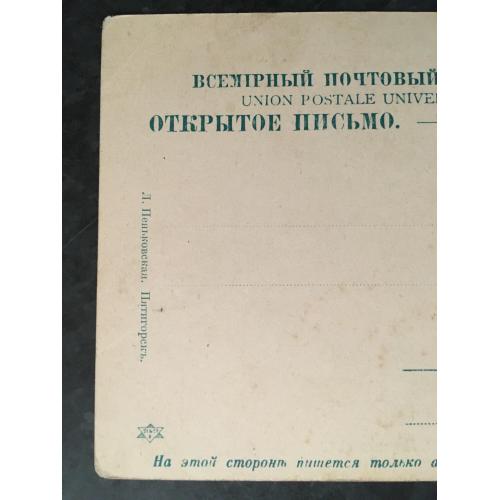 ВСЕМІРНЫЙ ПОЧТОВЫЙ
UNION POSTALE UNIVE
ОТКРЫТОЕ ПИСЬМО. —
Л. Пеньковская. Пятигорскъ.
На этой сторонѣ пишется только а